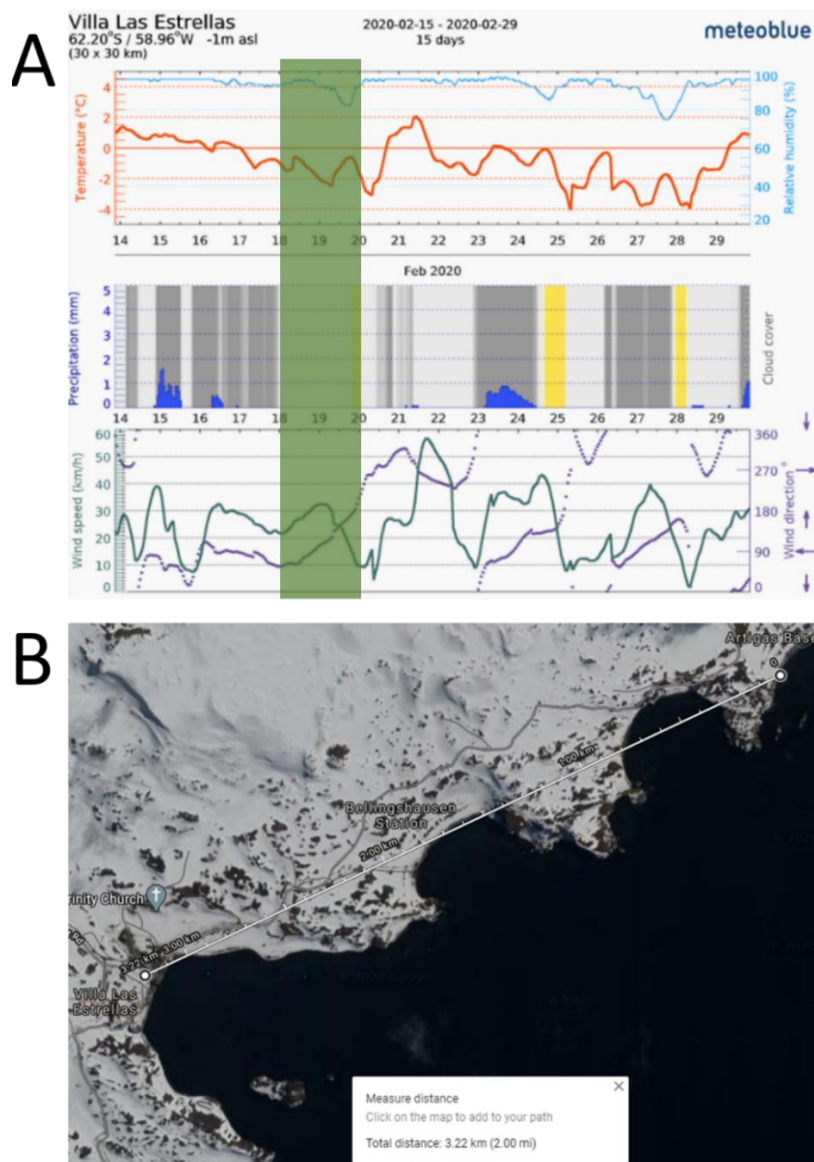 A
Villa Las Estrellas
62.20°S / 58.96°W -1m asl
(30 x 30 km)
2020-02-15 - 2020-02-29
15 days
meteoblue
Temperature (°C)
4
2
0
-2
-4
100
80
60
40
20
Relative humidity (%)
14 15 16 17 18 19 20 21 22 23 24 25 26 27 28 29
Feb 2020
Precipitation (mm)
5
4
3
2
1
0
Cloud cover
14 15 16 17 18 19 20 21 22 23 24 25 26 27 28 29
Wind speed (km/h)
60
50
40
30
20
10
0
360
270
180
90
0
Wind direction°
B
Artigas Base
0
1.00 km
Bellingshausen
Station
2.00 km
rinity Church
Rd
3.00 km
3.22 km
Villa Las
Estrellas
Measure distance
Click on the map to add to your path
Total distance: 3.22 km (2.00 mi)